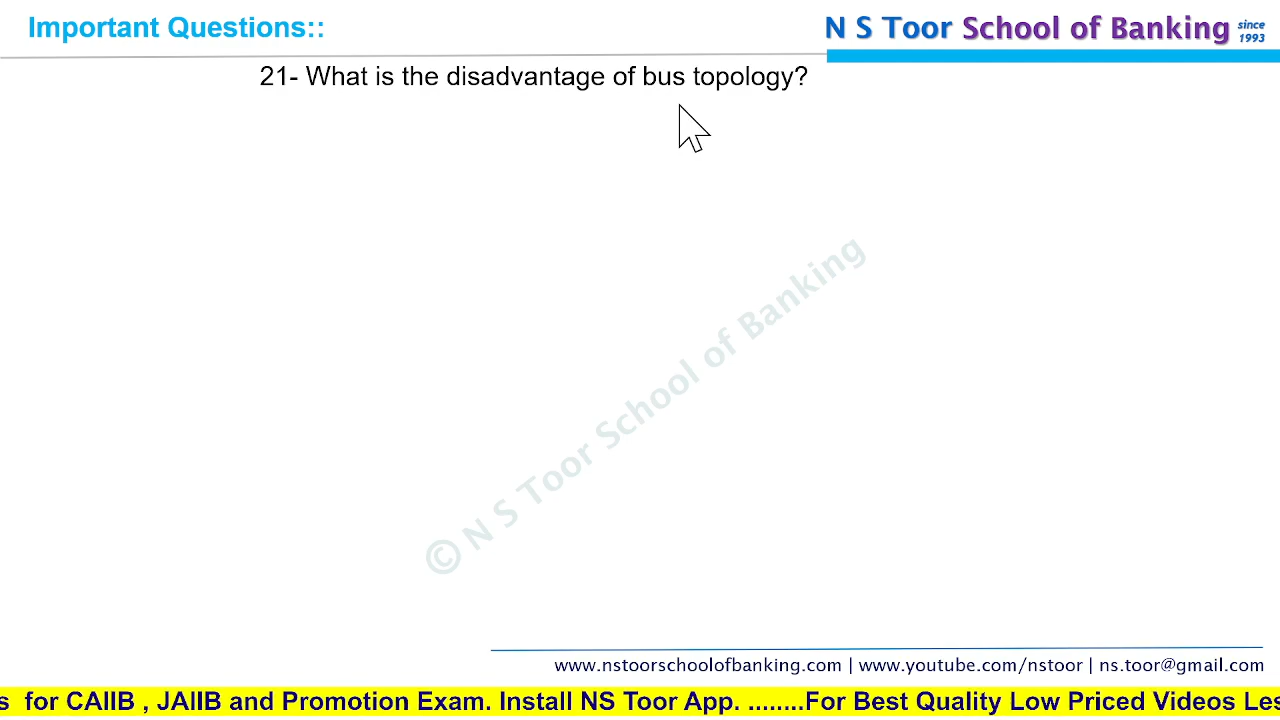 Important Questions::
N S Toor School of Banking since 1993
21- What is the disadvantage of bus topology?
© N S Toor School of Banking
www.nstoorschoolofbanking.com | www.youtube.com/nstoor | ns.toor@gmail.com
s for CAIIB , JAIIB and Promotion Exam. Install NS Toor App. ........For Best Quality Low Priced Videos Les